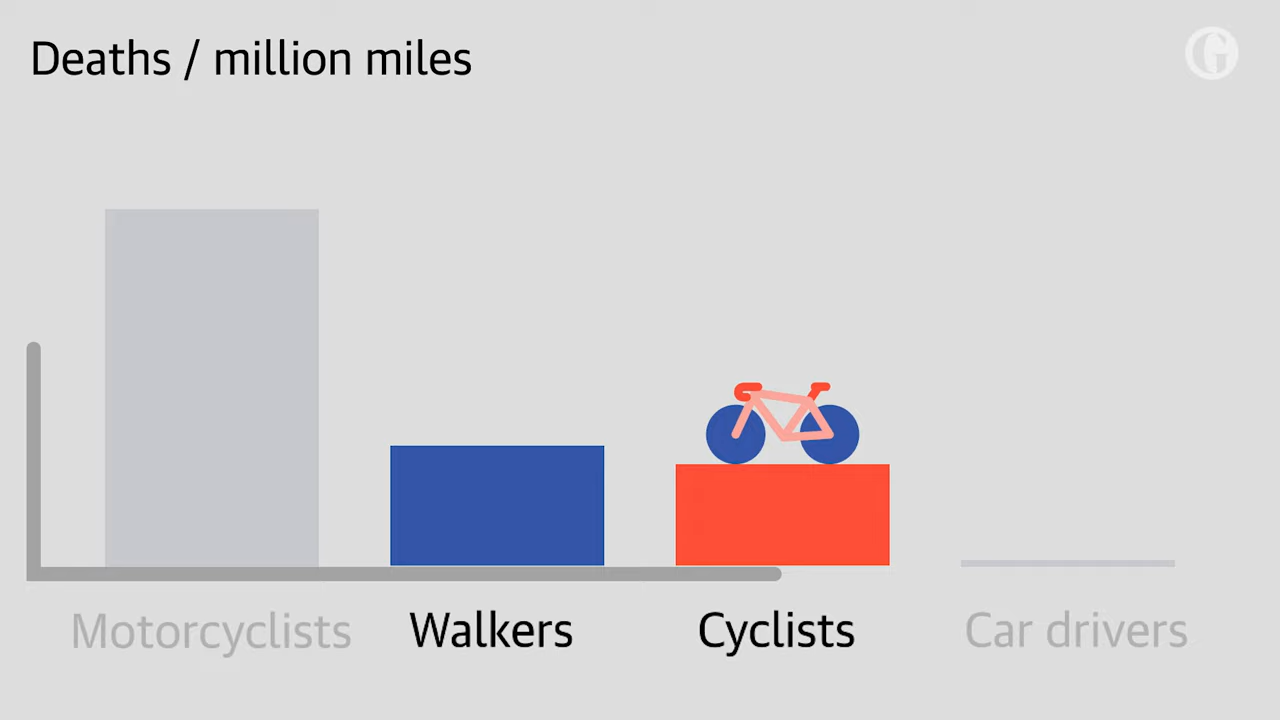 Deaths / million miles
Motorcyclists
Walkers
Cyclists
Car drivers